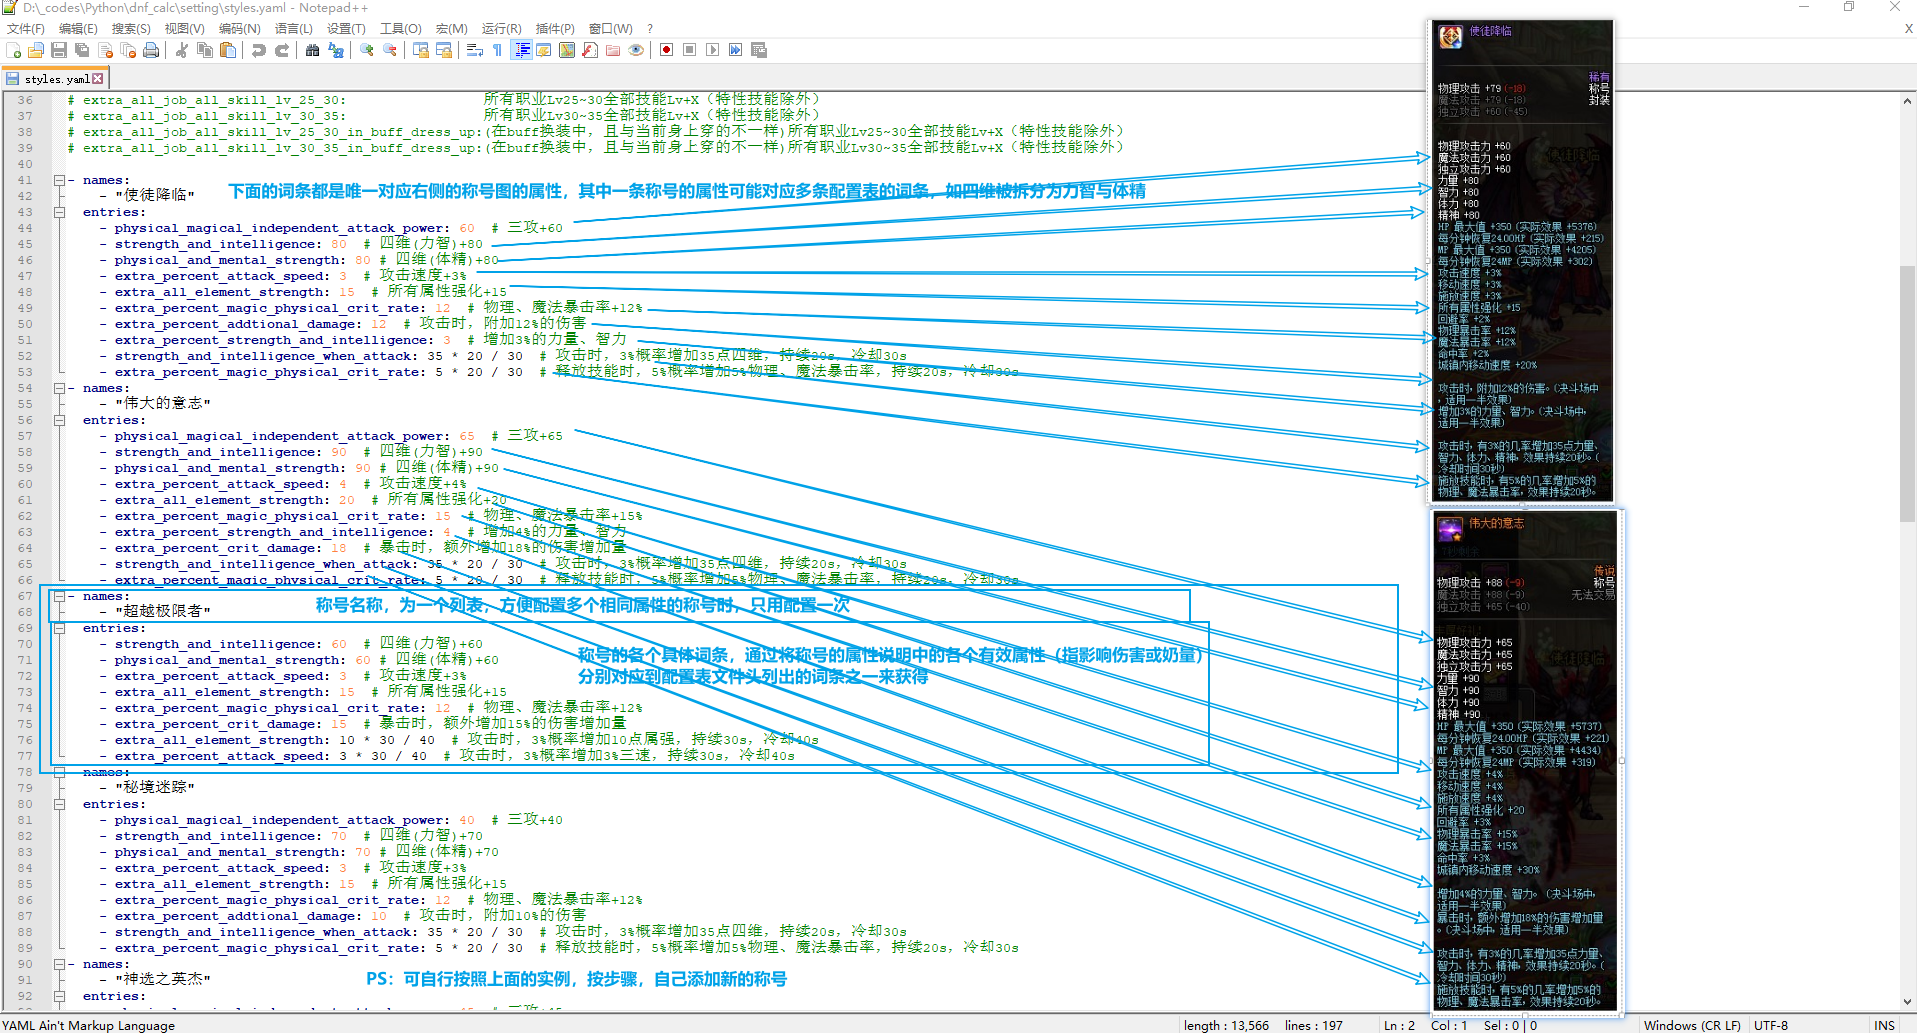 D:\_codes\Python\dnf_calc\setting\styles.yaml - Notepad++
文件(F) 编辑(E) 搜索(S) 视图(V) 编码(N) 语言(L) 设置(T) 工具(O) 宏(M) 运行(R) 插件(P) 窗口(W) ? X
styles.yaml
36 # extra_all_job_all_skill_lv_25_30: 所有职业Lv25~30全部技能Lv+X（特性技能除外）
37 # extra_all_job_all_skill_lv_30_35: 所有职业Lv30~35全部技能Lv+X（特性技能除外）
38 # extra_all_job_all_skill_lv_25_30_in_buff_dress_up:(在buff换装中，且与当前身上穿的不一样)所有职业Lv25~30全部技能Lv+X（特性技能除外）
39 # extra_all_job_all_skill_lv_30_35_in_buff_dress_up:(在buff换装中，且与当前身上穿的不一样)所有职业Lv30~35全部技能Lv+X（特性技能除外）
40
41 - names:
42 - "使徒降临"
下面的词条都是唯一对应右侧的称号图的属性，其中一条称号的属性可能对应多条配置表的词条，如四维被拆分为力智与体精
43 entries:
44 - physical_magical_independent_attack_power: 60 # 三攻+60
45 - strength_and_intelligence: 80 # 四维(力智)+80
46 - physical_and_mental_strength: 80 # 四维(体精)+80
47 - extra_percent_attack_speed: 3 # 攻击速度+3%
48 - extra_all_element_strength: 15 # 所有属性强化+15
49 - extra_percent_magic_physical_crit_rate: 12 # 物理、魔法暴击率+12%
50 - extra_percent_addtional_damage: 12 # 攻击时，附加12%的伤害
51 - extra_percent_strength_and_intelligence: 3 # 增加3%的力量、智力
52 - strength_and_intelligence_when_attack: 35 * 20 / 30 # 攻击时，3%概率增加35点四维，持续20s，冷却30s
53 - extra_percent_magic_physical_crit_rate: 5 * 20 / 30 # 释放技能时，5%概率增加5%物理、魔法暴击率，持续20s，冷却30s
54 - names:
55 - "伟大的意志"
56 entries:
57 - physical_magical_independent_attack_power: 65 # 三攻+65
58 - strength_and_intelligence: 90 # 四维(力智)+90
59 - physical_and_mental_strength: 90 # 四维(体精)+90
60 - extra_percent_attack_speed: 4 # 攻击速度+4%
61 - extra_all_element_strength: 20 # 所有属性强化+20
62 - extra_percent_magic_physical_crit_rate: 15 # 物理、魔法暴击率+15%
63 - extra_percent_strength_and_intelligence: 4 # 增加4%的力量、智力
64 - extra_percent_crit_damage: 18 # 暴击时，额外增加18%的伤害增加量
65 - strength_and_intelligence_when_attack: 35 * 20 / 30 # 攻击时，3%概率增加35点四维，持续20s，冷却30s
66 - extra_percent_magic_physical_crit_rate: 5 * 20 / 30 # 释放技能时，5%概率增加5%物理、魔法暴击率，持续20s，冷却30s
67 - names:
68 - "超越极限者"
称号名称，为一个列表，方便配置多个相同属性的称号时，只用配置一次
69 entries:
70 - strength_and_intelligence: 60 # 四维(力智)+60
71 - physical_and_mental_strength: 60 # 四维(体精)+60
72 - extra_percent_attack_speed: 3 # 攻击速度+3%
称号的各个具体词条，通过将称号的属性说明中的各个有效属性（指影响伤害或奶量）
分别对应到配置表文件头列出的词条之一来获得
73 - extra_all_element_strength: 15 # 所有属性强化+15
74 - extra_percent_magic_physical_crit_rate: 12 # 物理、魔法暴击率+12%
75 - extra_percent_crit_damage: 15 # 暴击时，额外增加15%的伤害增加量
76 - extra_all_element_strength: 10 * 30 / 40 # 攻击时，3%概率增加10点属强，持续30s，冷却40s
77 - extra_percent_attack_speed: 3 * 30 / 40 # 攻击时，3%概率增加3%三速，持续30s，冷却40s
78 - names:
79 - "秘境迷踪"
80 entries:
81 - physical_magical_independent_attack_power: 40 # 三攻+40
82 - strength_and_intelligence: 70 # 四维(力智)+70
83 - physical_and_mental_strength: 70 # 四维(体精)+70
84 - extra_percent_attack_speed: 3 # 攻击速度+3%
85 - extra_all_element_strength: 15 # 所有属性强化+15
86 - extra_percent_magic_physical_crit_rate: 12 # 物理、魔法暴击率+12%
87 - extra_percent_addtional_damage: 10 # 攻击时，附加10%的伤害
88 - strength_and_intelligence_when_attack: 35 * 20 / 30 # 攻击时，3%概率增加35点四维，持续20s，冷却30s
89 - extra_percent_magic_physical_crit_rate: 5 * 20 / 30 # 释放技能时，5%概率增加5%物理、魔法暴击率，持续20s，冷却30s
90 - names:
91 - "神选之英杰"
PS：可自行按照上面的实例，按步骤，自己添加新的称号
92 entries:
使徒降临
稀有
物理攻击 +79 (-18) 称号
魔法攻击 +79 (-18) 封装
独立攻击 +60 (-45)
物理攻击力 +60
魔法攻击力 +60
独立攻击力 +60
力量 +80
智力 +80
体力 +80
精神 +80
HP 最大值 +350 (实际效果 +5376)
每分钟恢复24.00HP (实际效果 +215)
MP 最大值 +350 (实际效果 +4205)
每分钟恢复24MP (实际效果 +302)
攻击速度 +3%
移动速度 +3%
施放速度 +3%
所有属性强化 +15
回避率 +2%
物理暴击率 +12%
魔法暴击率 +12%
命中率 +2%
城镇内移动速度 +20%
攻击时，附加12%的伤害。(决斗场中
，适用一半效果)
增加3%的力量、智力。(决斗场中，
适用一半效果)
攻击时，有3%的几率增加35点力量、
智力、体力、精神，效果持续20秒。(
冷却时间30秒)
施放技能时，有5%的几率增加5%的
物理、魔法暴击率，效果持续20秒。
伟大的意志
传说
物理攻击 +88 (-9) 称号
魔法攻击 +88 (-9) 无法交易
独立攻击 +65 (-40)
物理攻击力 +65
魔法攻击力 +65
独立攻击力 +65
力量 +90
智力 +90
体力 +90
精神 +90
HP 最大值 +350 (实际效果 +5737)
每分钟恢复24.00HP (实际效果 +221)
MP 最大值 +350 (实际效果 +4434)
每分钟恢复24MP (实际效果 +319)
攻击速度 +4%
移动速度 +4%
施放速度 +4%
所有属性强化 +20
回避率 +3%
物理暴击率 +15%
魔法暴击率 +15%
命中率 +3%
城镇内移动速度 +30%
增加4%的力量、智力。(决斗场中，
适用一半效果)
暴击时，额外增加18%的伤害增加量
。(决斗场中，适用一半效果)
攻击时，有3%的几率增加35点力量、
智力、体力、精神，效果持续20秒。(
冷却时间30秒)
施放技能时，有5%的几率增加5%的
物理、魔法暴击率，效果持续20秒。
YAML Ain't Markup Language length : 13,566 lines : 197 Ln : 2 Col : 1 Sel : 0 | 0 Windows (CR LF) UTF-8 INS